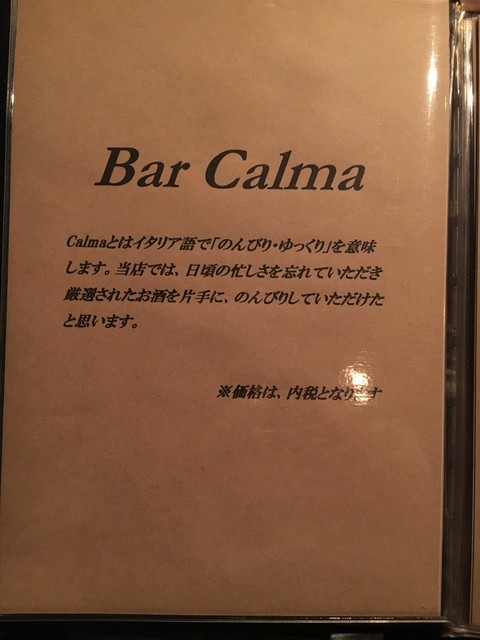 Bar Calma
Calmaとはイタリア語で「のんびり・ゆっくり」を意味
します。当店では、日頃の忙しさを忘れていただき
厳選されたお酒を片手に、のんびりしていただけた
と思います。
※価格は、内税となります